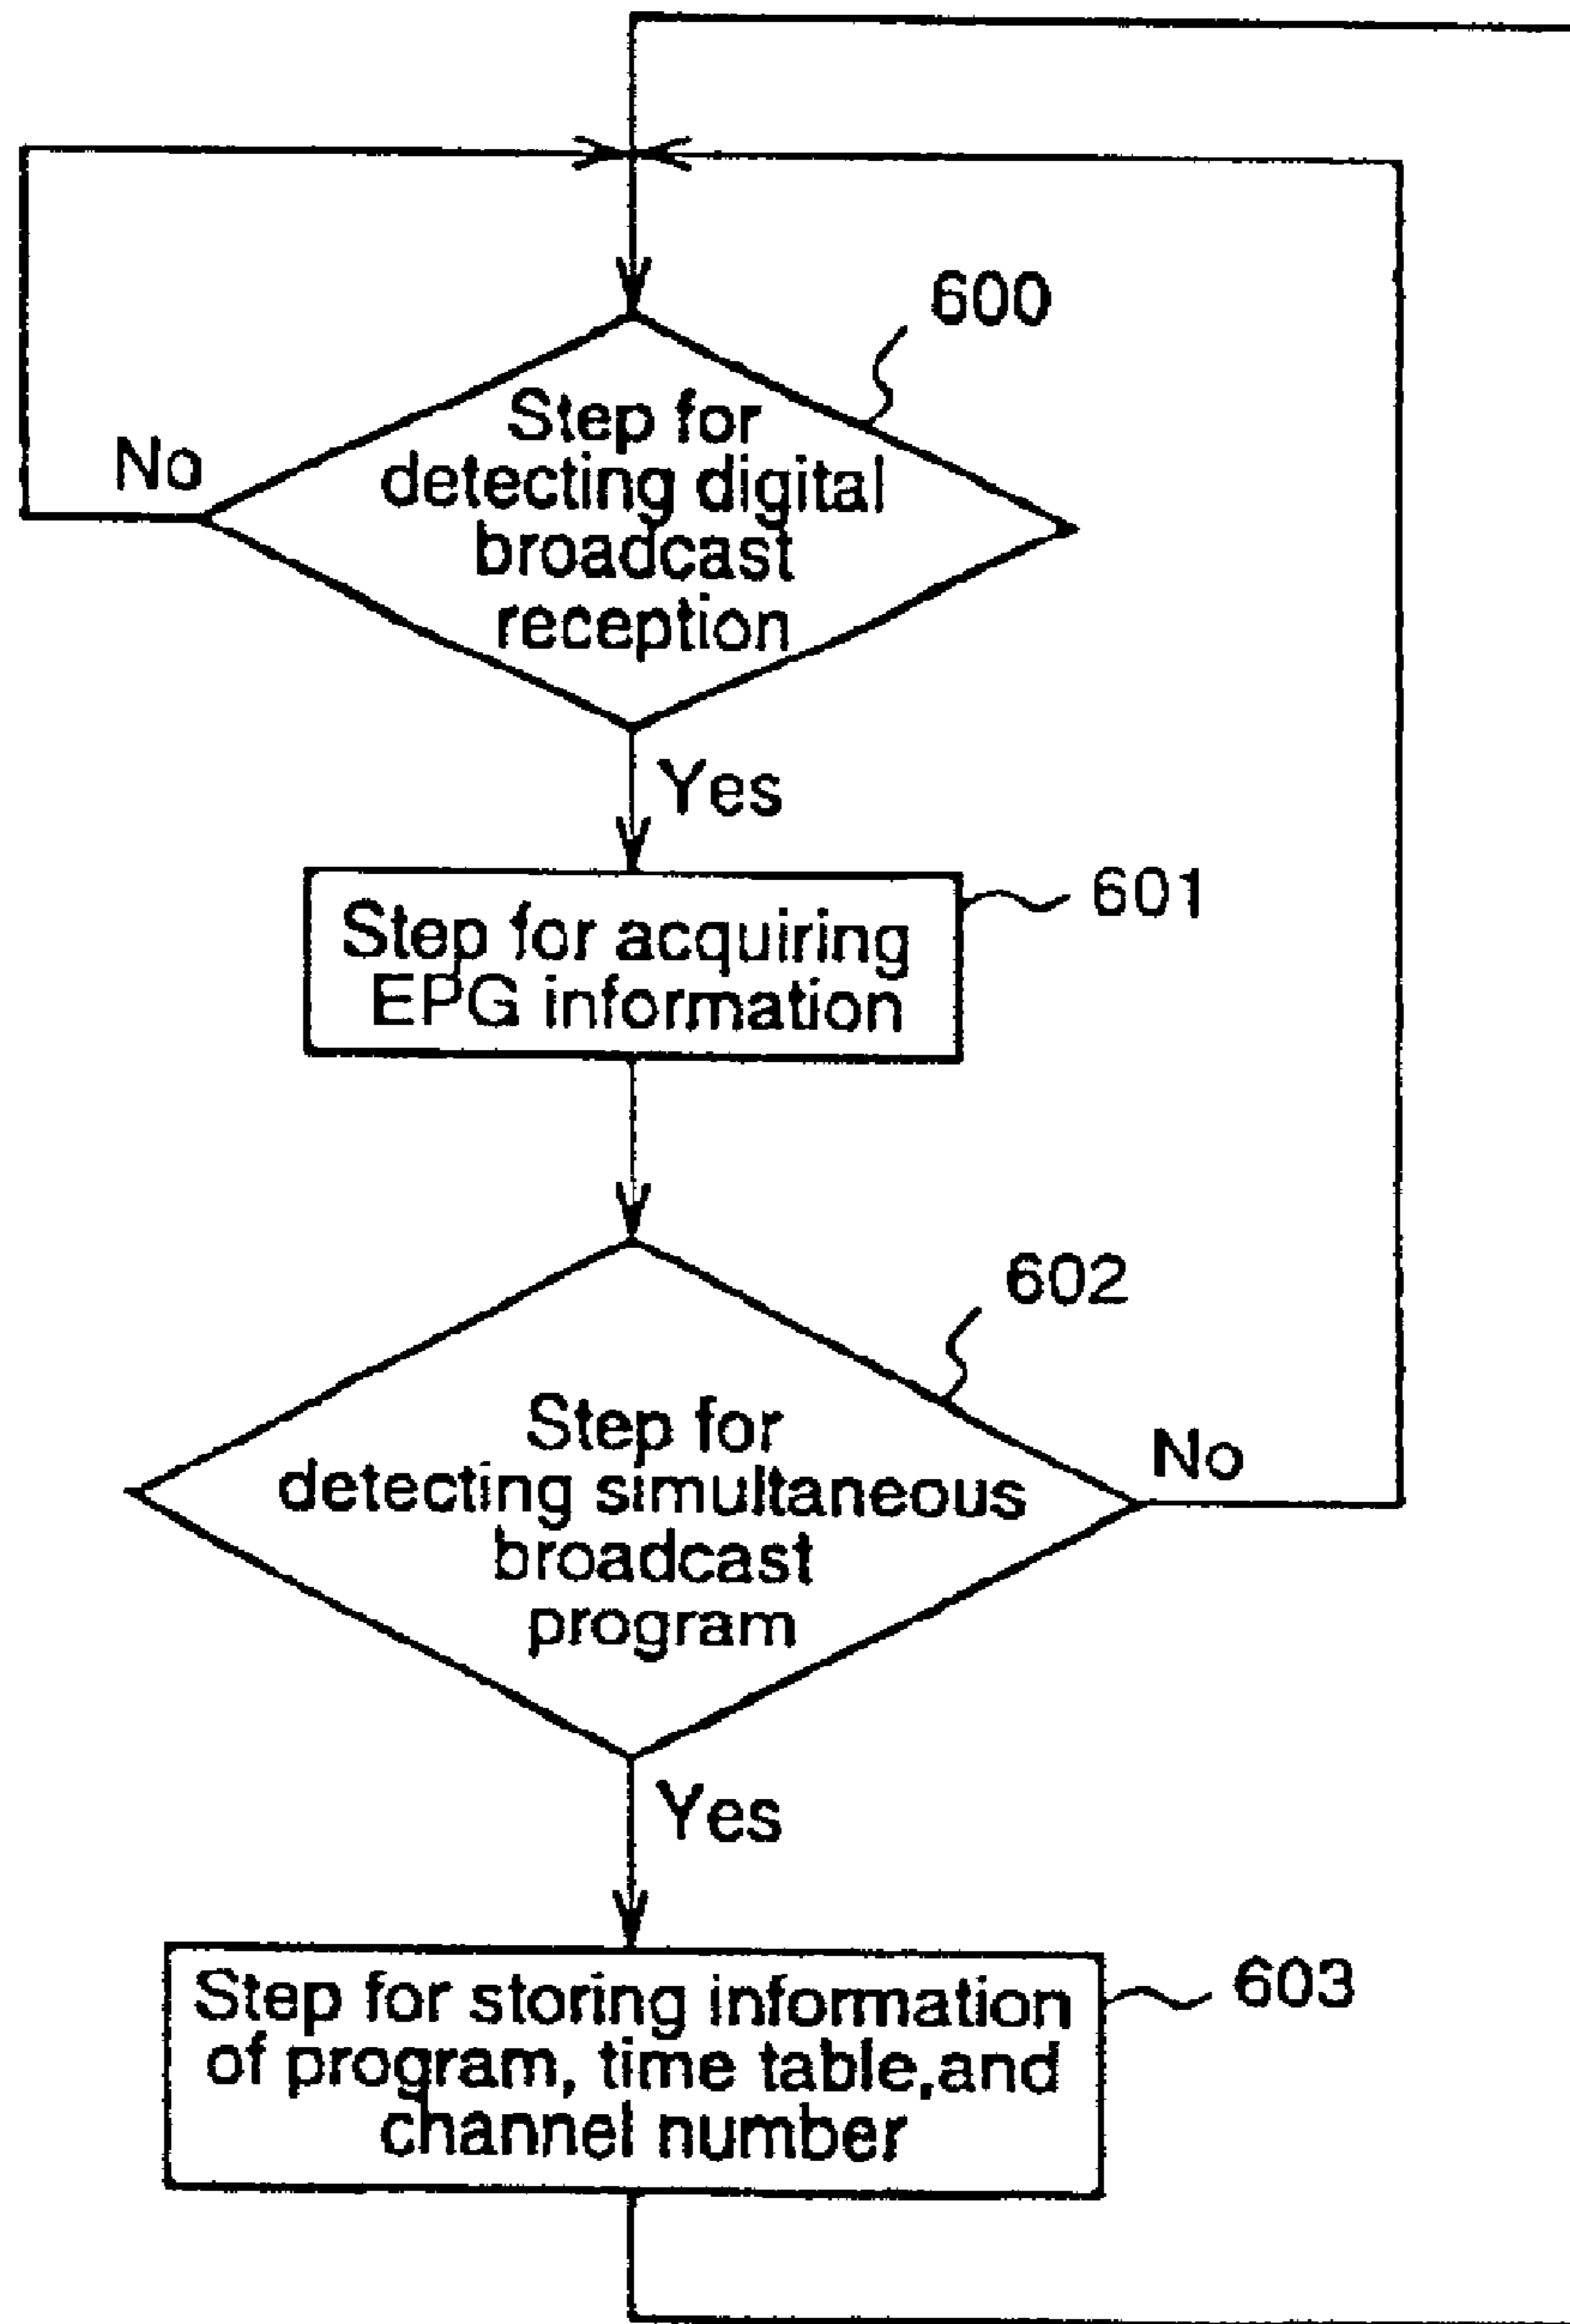 600
Step for
detecting digital
broadcast
reception
No
Yes
601
Step for acquiring
EPG information
602
Step for
detecting simultaneous
broadcast
program
No
Yes
603
Step for storing information
of program, time table,and
channel number